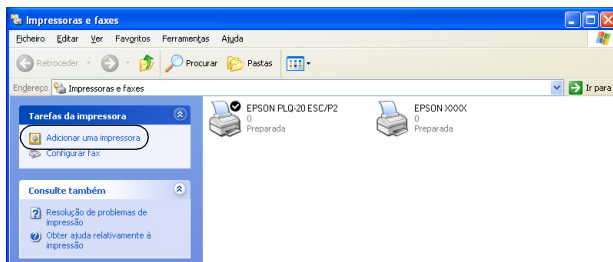 Impressoras e faxes
Ficheiro Editar Ver Favoritos Ferramentas Ajuda
Retroceder Procurar Pastas
Endereço Impressoras e faxes Ir para
Tarefas da impressora
Adicionar uma impressora
Configurar fax
Consulte também
Resolução de problemas de
impressão
Obter ajuda relativamente à
impressão
EPSON PLQ-20 ESC/P2
0
Preparada
EPSON XXXX
0
Preparada